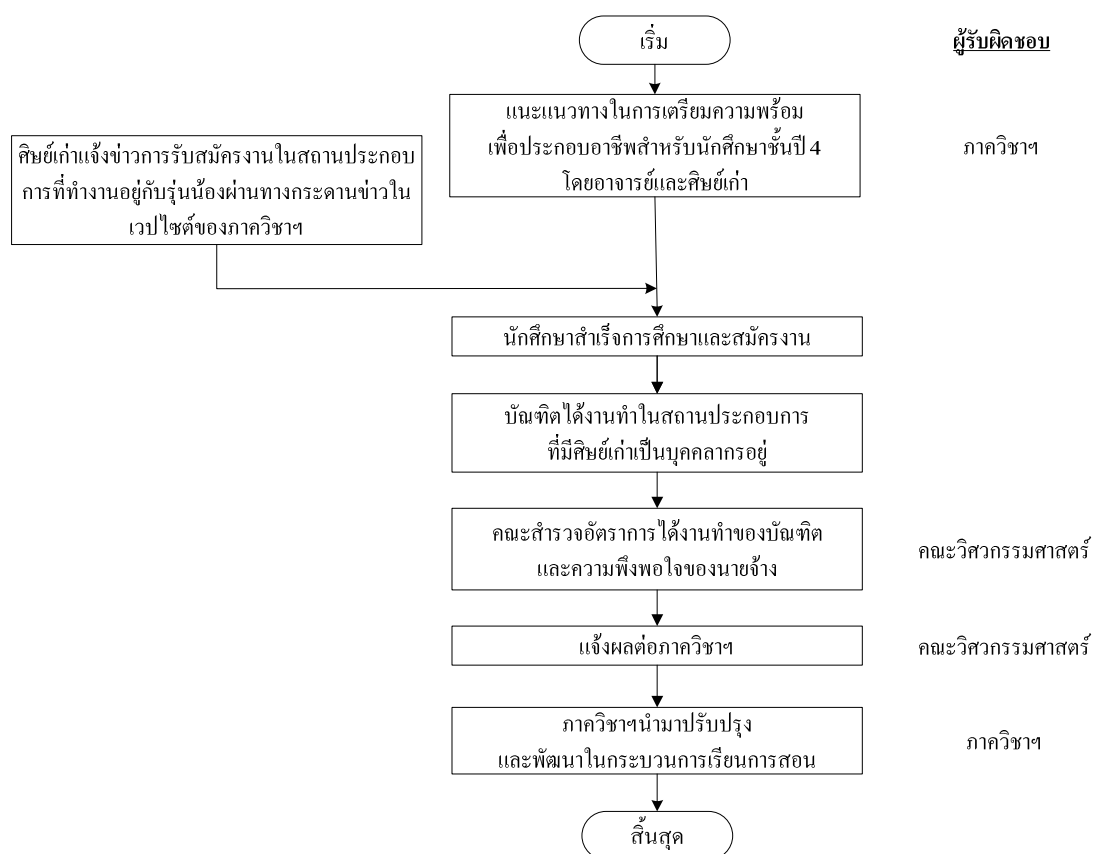 เริ่ม
ผู้รับผิดชอบ
แนะแนวทางในการเตรียมความพร้อม
เพื่อประกอบอาชีพสำหรับนักศึกษาชั้นปี 4
โดยอาจารย์และศิษย์เก่า
ภาควิชาฯ
ศิษย์เก่าแจ้งข่าวการรับสมัครงานในสถานประกอบ
การที่ทำงานอยู่กับรุ่นน้องผ่านทางกระดานข่าวใน
เวปไซต์ของภาควิชาฯ
นักศึกษาสำเร็จการศึกษาและสมัครงาน
บัณฑิตได้งานทำในสถานประกอบการ
ที่มีศิษย์เก่าเป็นบุคคลากรอยู่
คณะสำรวจอัตราการได้งานทำของบัณฑิต
และความพึงพอใจของนายจ้าง
คณะวิศวกรรมศาสตร์
แจ้งผลต่อภาควิชาฯ
คณะวิศวกรรมศาสตร์
ภาควิชาฯนำมาปรับปรุง
และพัฒนาในกระบวนการเรียนการสอน
ภาควิชาฯ
สิ้นสุด